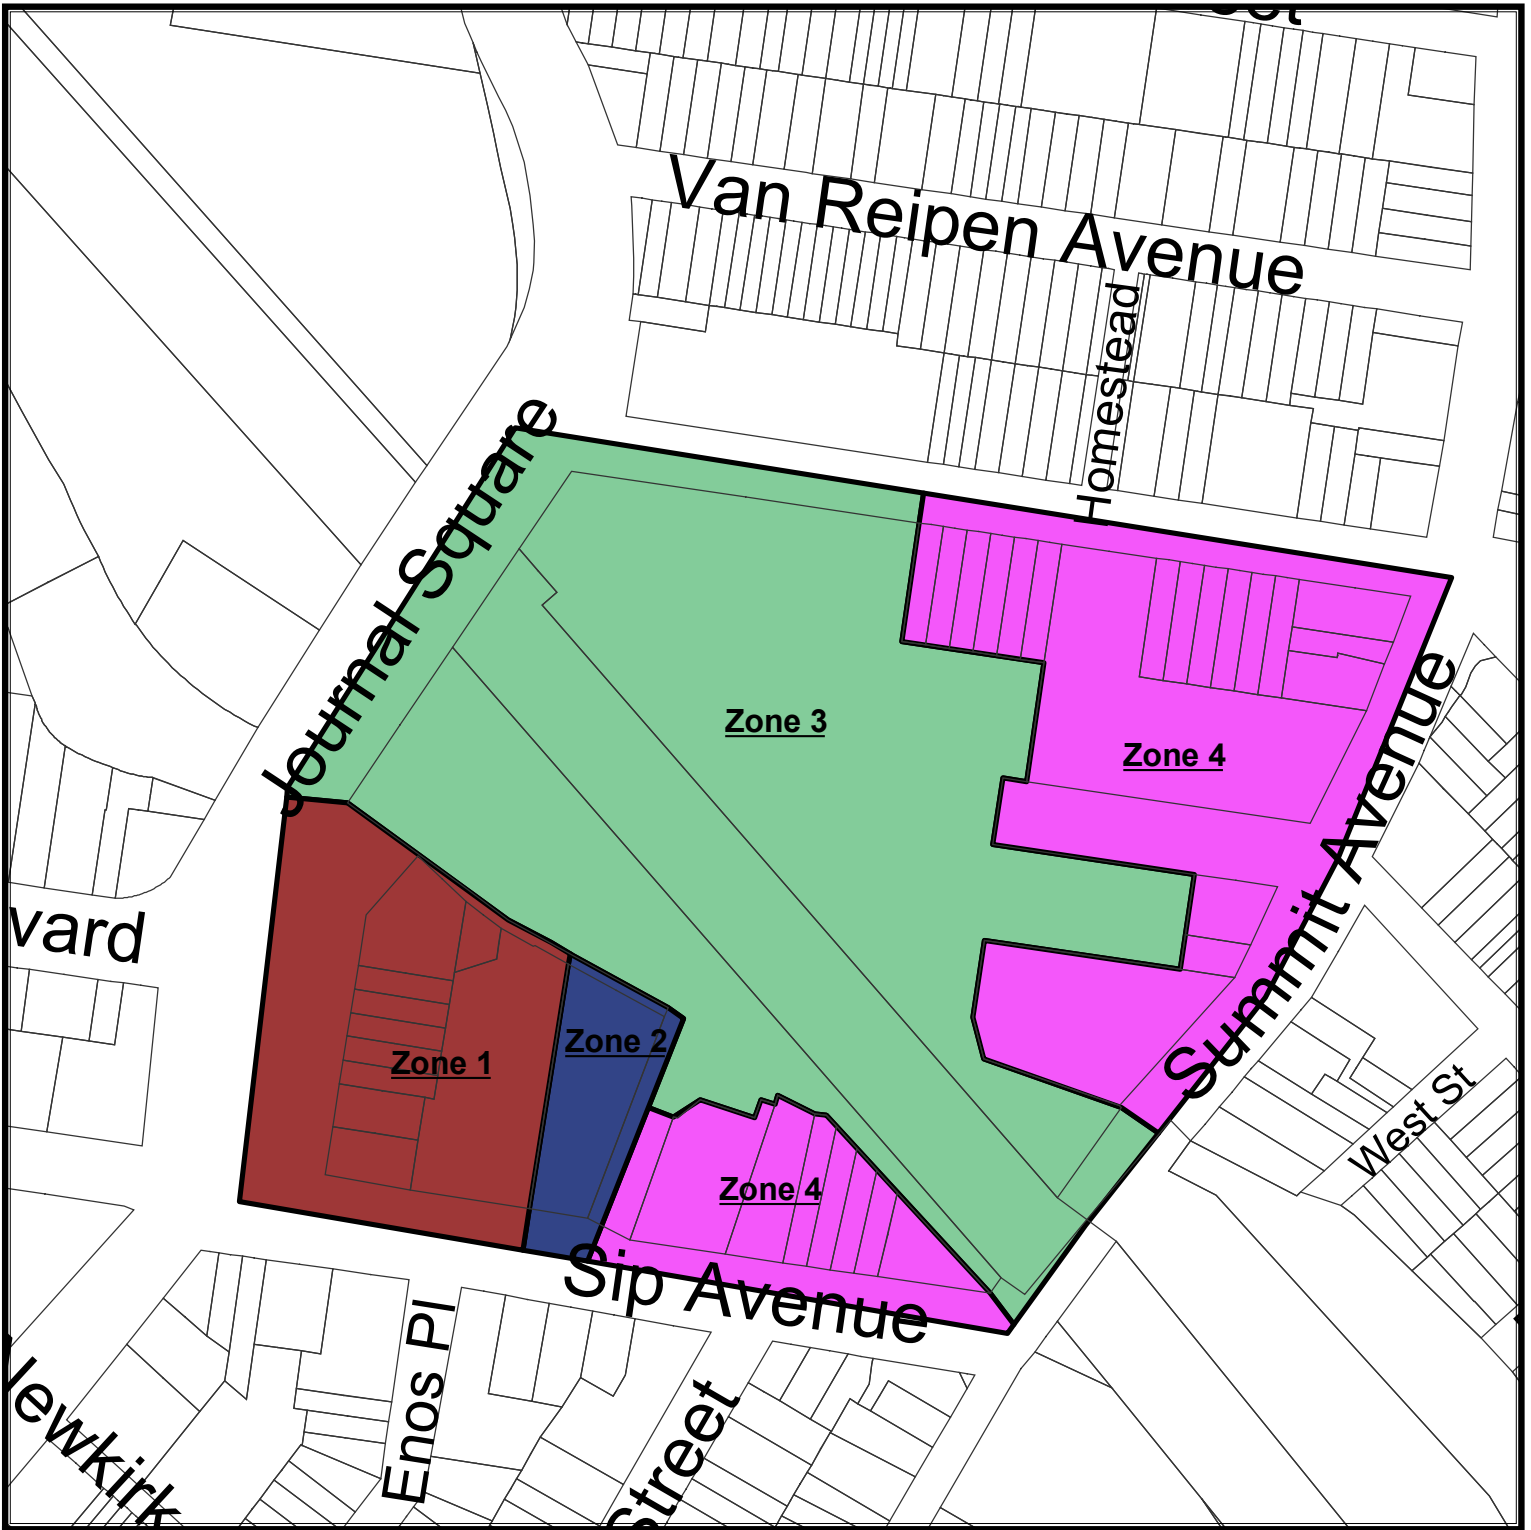 Van Reipen Avenue
Homestead
Journal Square
Zone 3
Zone 4
Summit Avenue
vard
Zone 2
Zone 1
West St
Zone 4
Sip Avenue
Enos Pl
Street